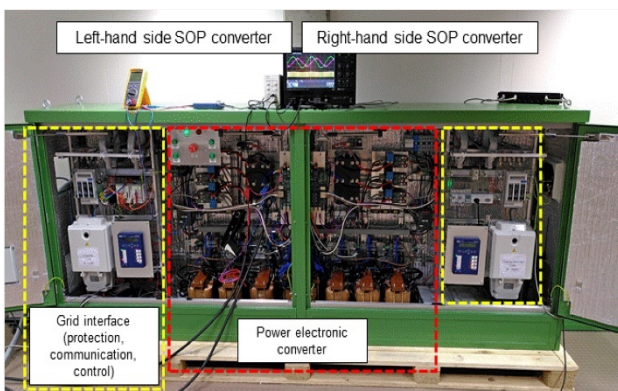 Left-hand side SOP converter
Right-hand side SOP converter
Grid interface
(protection,
communication,
control)
Power electronic
converter